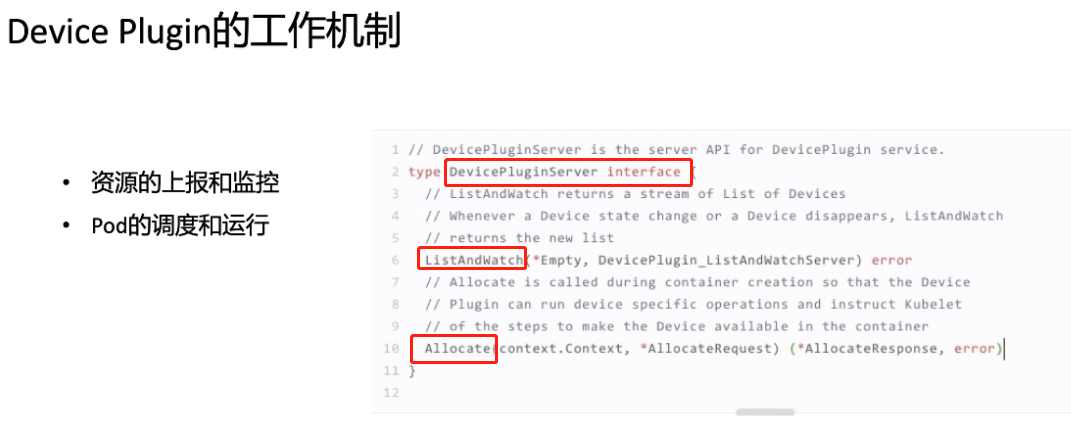 Device Plugin的工作机制
• 资源的上报和监控
• Pod的调度和运行
1 // DevicePluginServer is the server API for DevicePlugin service.
2 type DevicePluginServer interface {
3 // ListAndWatch returns a stream of List of Devices
4 // Whenever a Device state change or a Device disappears, ListAndWatch
5 // returns the new list
6 ListAndWatch(*Empty, DevicePlugin_ListAndWatchServer) error
7 // Allocate is called during container creation so that the Device
8 // Plugin can run device specific operations and instruct Kubelet
9 // of the steps to make the Device available in the container
10 Allocate(context.Context, *AllocateRequest) (*AllocateResponse, error)
11 }
12